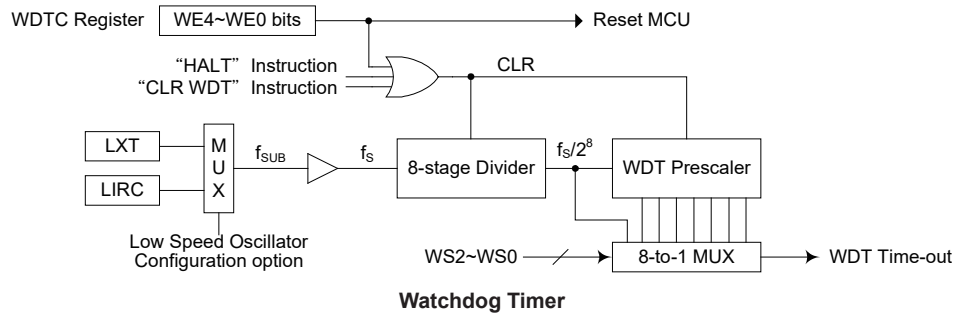 WDTC Register WE4~WE0 bits Reset MCU
“HALT” Instruction
“CLR WDT” Instruction
CLR
LXT
LIRC
M
U
X
fSUB
fS
8-stage Divider
fS/2⁸
WDT Prescaler
Low Speed Oscillator
Configuration option
WS2~WS0
8-to-1 MUX
WDT Time-out
Watchdog Timer